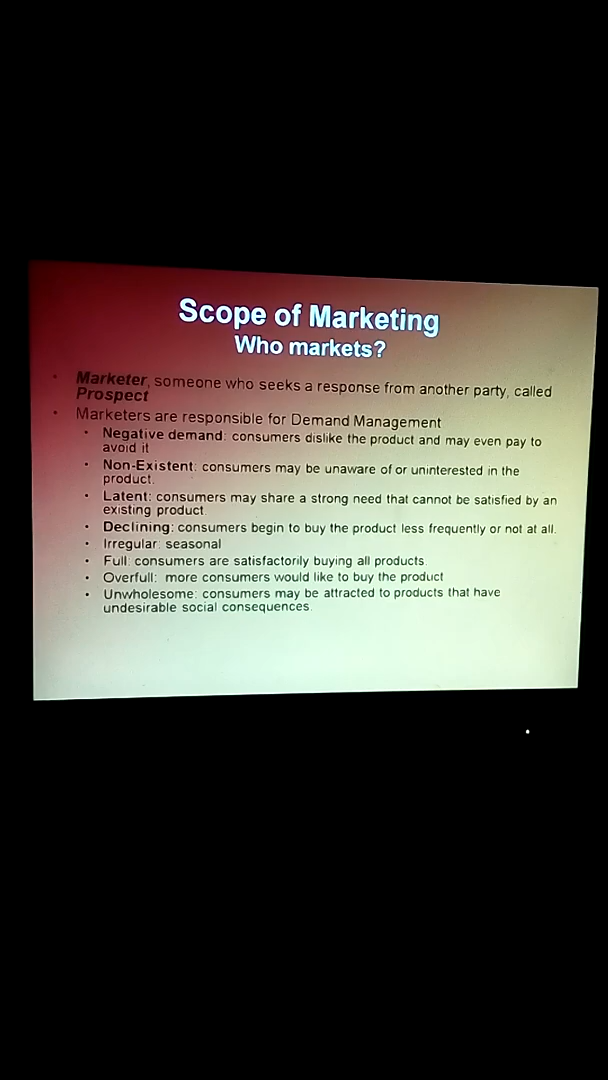 Scope of Marketing
Who markets?
• Marketer, someone who seeks a response from another party, called
Prospect
• Marketers are responsible for Demand Management
• Negative demand: consumers dislike the product and may even pay to
avoid it
• Non-Existent: consumers may be unaware of or uninterested in the
product.
• Latent: consumers may share a strong need that cannot be satisfied by an
existing product.
• Declining: consumers begin to buy the product less frequently or not at all.
• Irregular: seasonal
• Full: consumers are satisfactorily buying all products.
• Overfull: more consumers would like to buy the product
• Unwholesome: consumers may be attracted to products that have
undesirable social consequences.